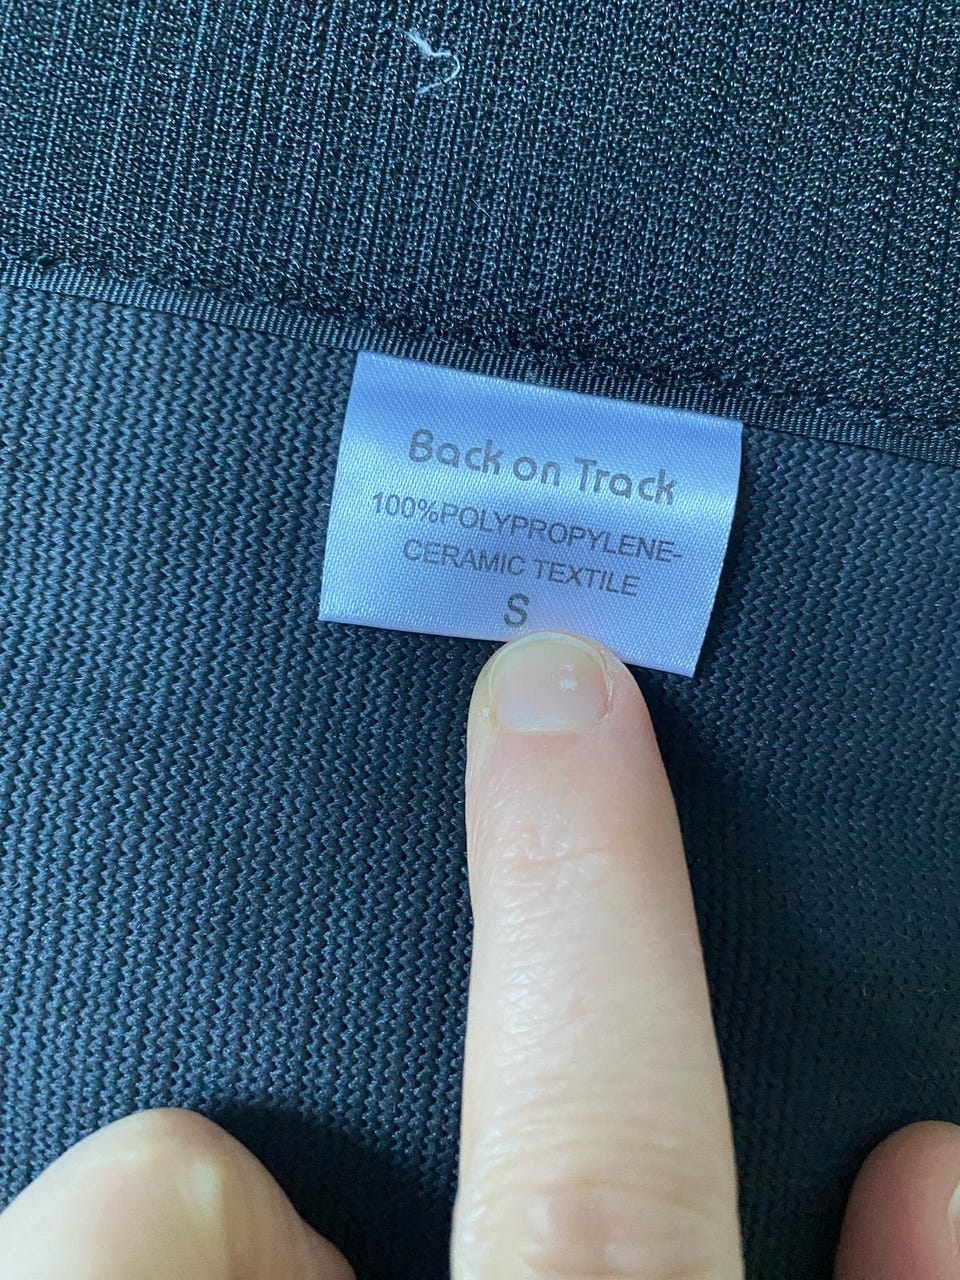 Back on Track
100%POLYPROPYLENE-
CERAMIC TEXTILE
S